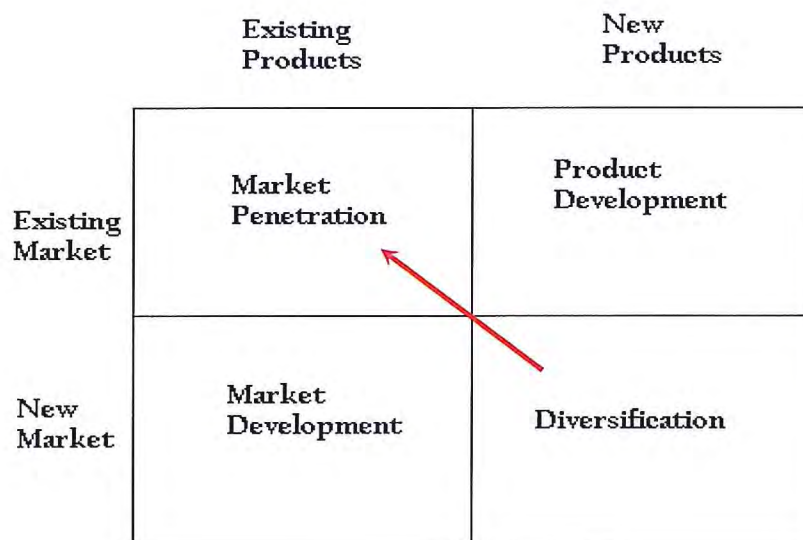 Existing
Products
New
Products
Existing
Market
Market
Penetration
Product
Development
New
Market
Market
Development
Diversification